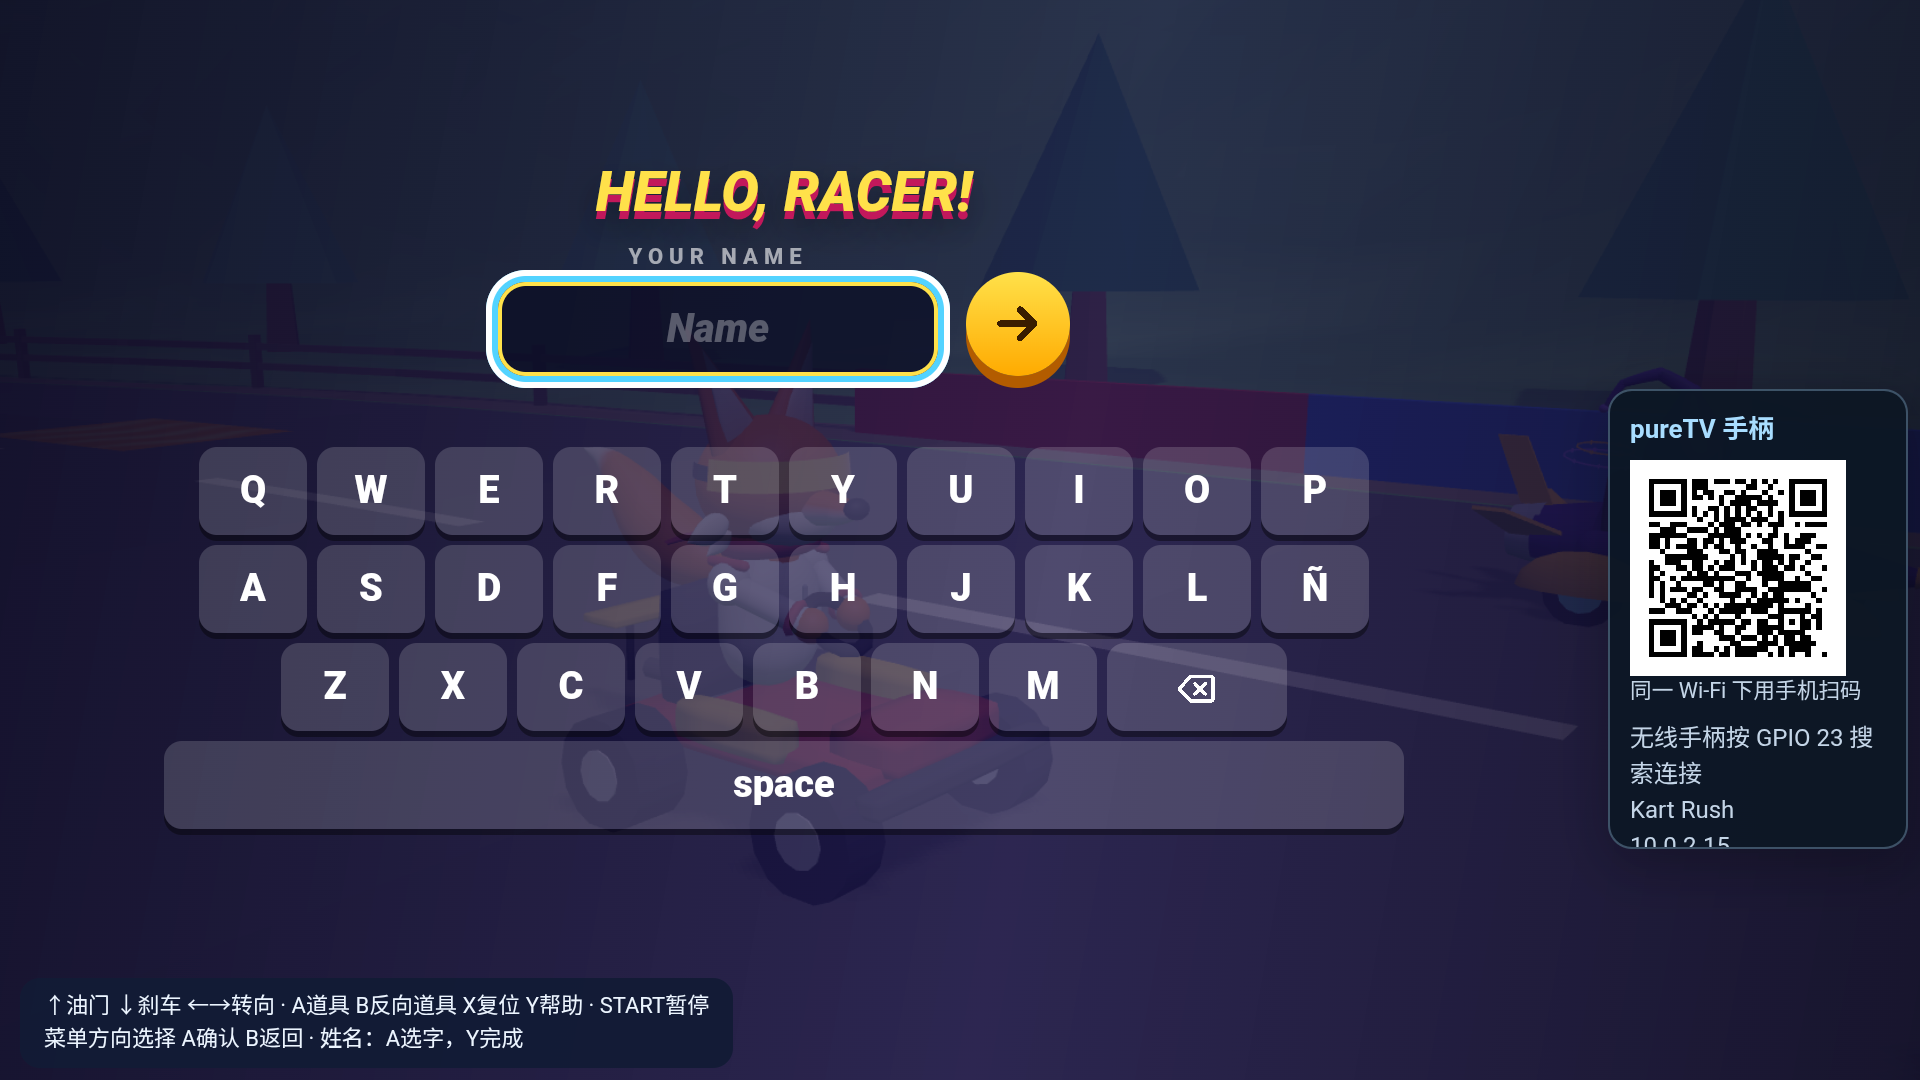 HELLO, RACER!
YOUR NAME
Name
Q W E R T Y U I O P
A S D F G H J K L Ñ
Z X C V B N M
space
pureTV 手柄
同一 Wi-Fi 下用手机扫码
无线手柄按 GPIO 23 搜
索连接
Kart Rush
10.0.2.15
↑油门 ↓刹车 ←→转向 · A道具 B反向道具 X复位 Y帮助 · START暂停
菜单方向选择 A确认 B返回 · 姓名：A选字，Y完成